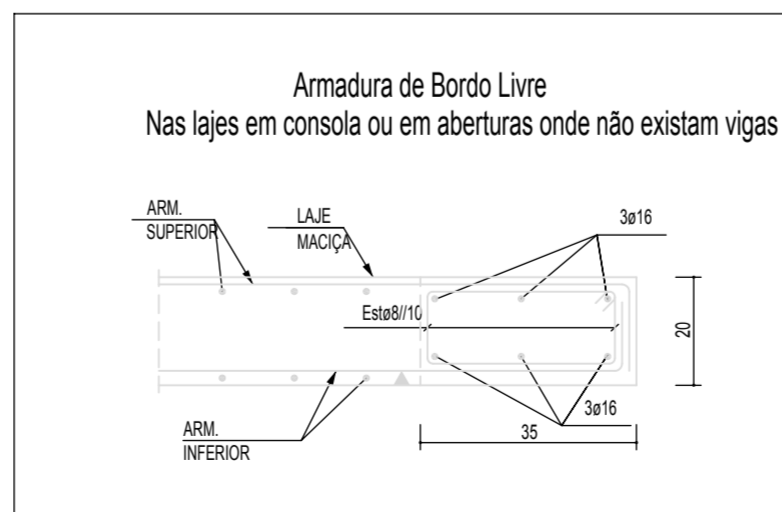 Armadura de Bordo Livre
Nas lajes em consola ou em aberturas onde não existam vigas
ARM.
SUPERIOR
LAJE
MACIÇA
3ø16
Estø8//10
20
3ø16
35
ARM.
INFERIOR